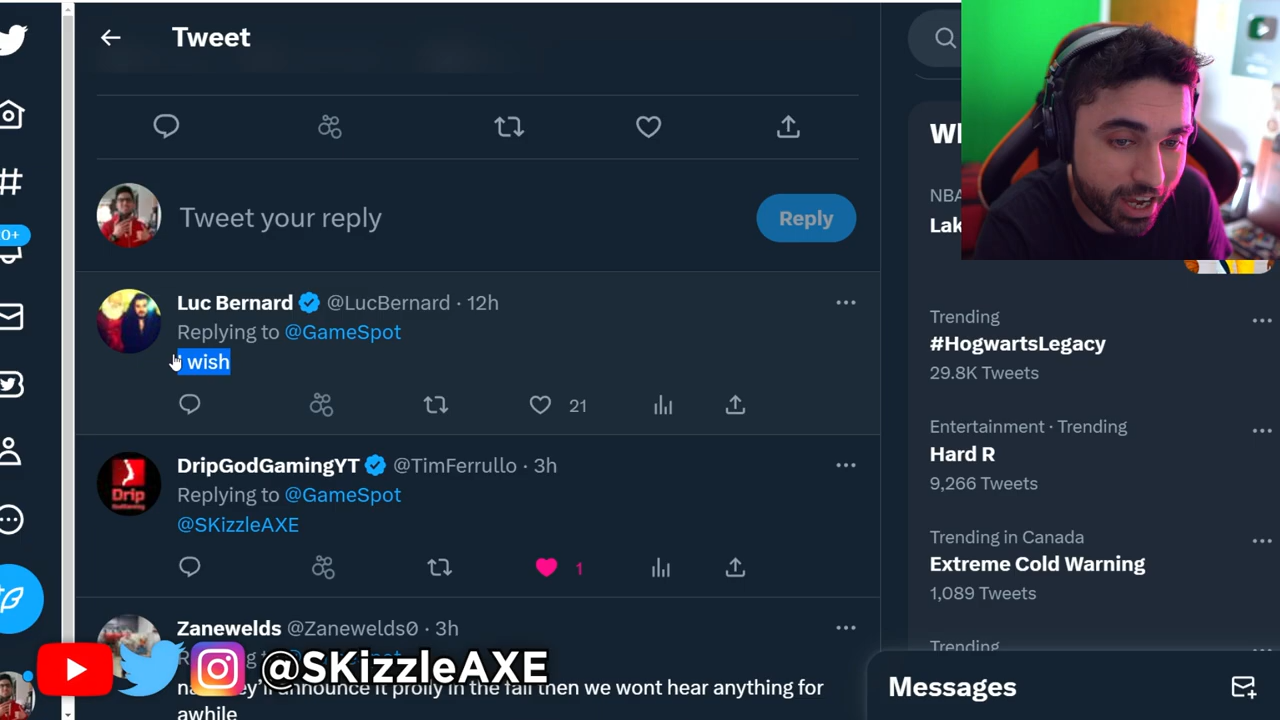 Tweet
Tweet your reply
Reply
Luc Bernard @LucBernard · 12h
Replying to @GameSpot
wish
21
DripGodGamingYT @TimFerrullo · 3h
Replying to @GameSpot
@SKizzleAXE
1
Zanewelds @Zanewelds0 · 3h
@SKizzleAXE
announce it prolly in the fall then we wont hear anything for
awhile
Drip
Trending
#HogwartsLegacy
29.8K Tweets
Entertainment · Trending
Hard R
9,266 Tweets
Trending in Canada
Extreme Cold Warning
1,089 Tweets
Trending
Messages